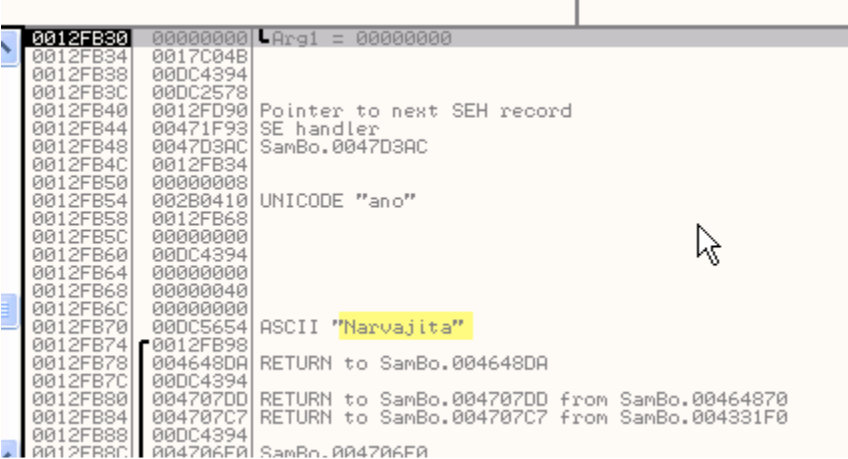 0012FB30 00000000 Arg1 = 00000000
0012FB34 0017C04B
0012FB38 00DC4394
0012FB3C 00DC2578
0012FB40 0012FD90 Pointer to next SEH record
0012FB44 00471F93 SE handler
0012FB48 0047D3AC SamBo.0047D3AC
0012FB4C 0012FB34
0012FB50 00000008
0012FB54 002B0410 UNICODE "ano"
0012FB58 0012FB68
0012FB5C 00000000
0012FB60 00DC4394
0012FB64 00000000
0012FB68 00000040
0012FB6C 00000000
0012FB70 00DC5654 ASCII "Narvajita"
0012FB74 0012FB98
0012FB78 004648DA RETURN to SamBo.004648DA
0012FB7C 00DC4394
0012FB80 004707DD RETURN to SamBo.004707DD from SamBo.00464870
0012FB84 004707C7 RETURN to SamBo.004707C7 from SamBo.004331F0
0012FB88 00DC4394
0012FB8C 004706F0 SamBo.004706F0